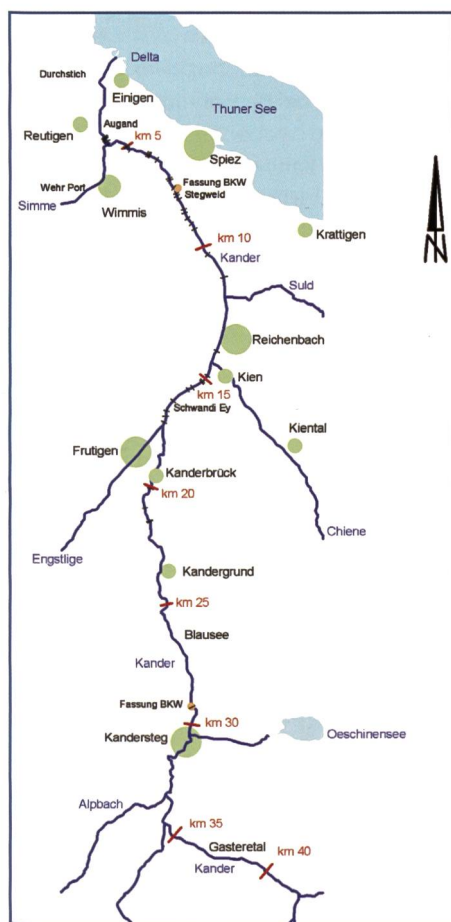 Delta
Durchstich
Einigen
Thuner See
Reutigen
Augand
km 5
Spiez
Wehr Port
Fassung BKW
Stegweid
Simme
Wimmis
Krattigen
km 10
Kander
N
Suld
Reichenbach
Kien
km 15
Schwandi Ey
Kiental
Frutigen
Kanderbrück
km 20
Chiene
Engstlige
Kandergrund
km 25
Blausee
Kander
Fassung BKW
km 30
Kandersteg
Oeschinensee
Alpbach
km 35
Gasteretal
km 40
Kander